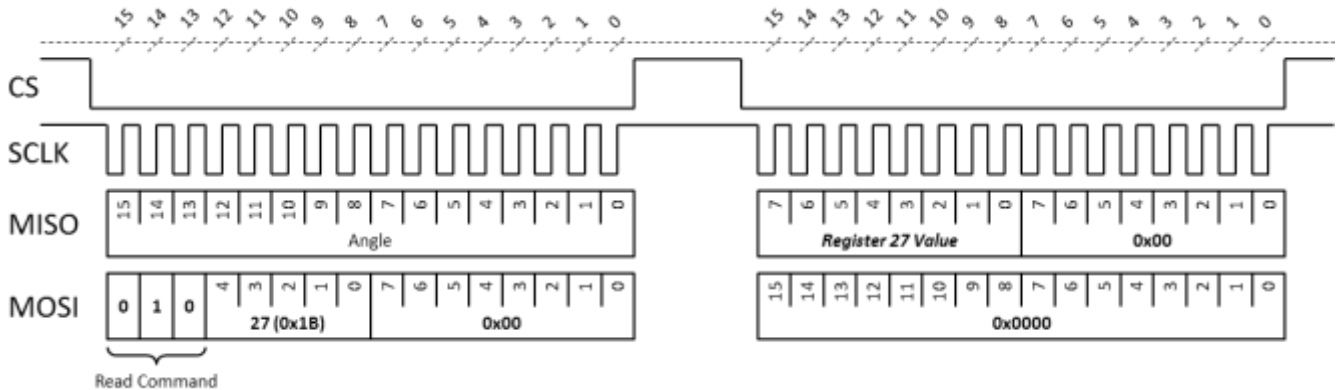 15 14 13 12 11 10 9 8 7 6 5 4 3 2 1 0 15 14 13 12 11 10 9 8 7 6 5 4 3 2 1 0
CS
SCLK
MISO 15 14 13 12 11 10 9 8 7 6 5 4 3 2 1 0 7 6 5 4 3 2 1 0 7 6 5 4 3 2 1 0
Angle Register 27 Value 0x00
MOSI 0 1 0 4 3 2 1 0 7 6 5 4 3 2 1 0 15 14 13 12 11 10 9 8 7 6 5 4 3 2 1 0
27 (0x1B) 0x00 0x0000
Read Command